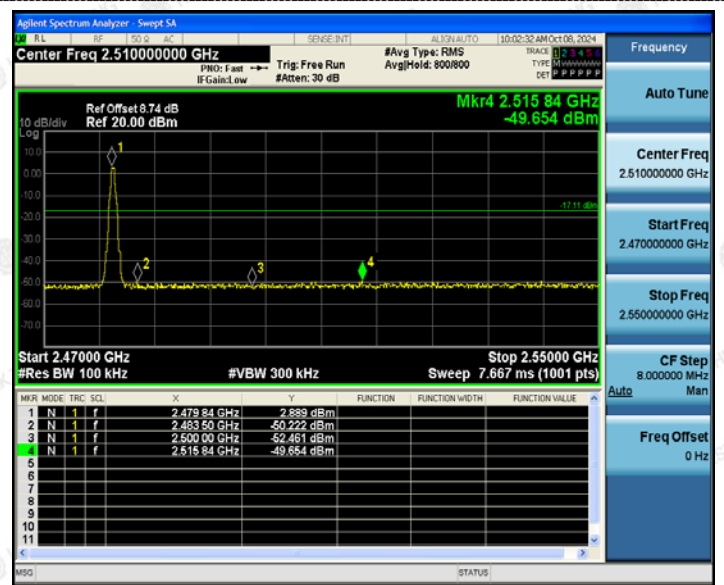 Agilent Spectrum Analyzer - Swept SA
RL RF 50 Ω AC SENSE:INT ALIGN AUTO 10:02:32 AM Oct 08, 2024
Center Freq 2.510000000 GHz
PNO: Fast
IFGain:Low
Trig: Free Run
#Atten: 30 dB
#Avg Type: RMS
Avg|Hold: 800/800
TRACE 1 2 3 4 5 6
TYPE M
DET P P P P P P
Ref Offset 8.74 dB
Ref 20.00 dBm
10 dB/div
Log
Mkr4 2.515 84 GHz
-49.654 dBm
10.0
0.00
-10.0
-20.0
-30.0
-40.0
-50.0
-60.0
-70.0
1
2
3
4
-17.11 dBm
Start 2.47000 GHz Stop 2.55000 GHz
#Res BW 100 kHz #VBW 300 kHz Sweep 7.667 ms (1001 pts)
MKR MODE TRC SCL X Y FUNCTION FUNCTION WIDTH FUNCTION VALUE
1 N 1 f 2.479 84 GHz 2.889 dBm
2 N 1 f 2.483 50 GHz -50.222 dBm
3 N 1 f 2.500 00 GHz -52.461 dBm
4 N 1 f 2.515 84 GHz -49.654 dBm
5
6
7
8
9
10
11
MSG STATUS
Frequency
Auto Tune
Center Freq
2.510000000 GHz
Start Freq
2.470000000 GHz
Stop Freq
2.550000000 GHz
CF Step
8.000000 MHz
Auto Man
Freq Offset
0 Hz